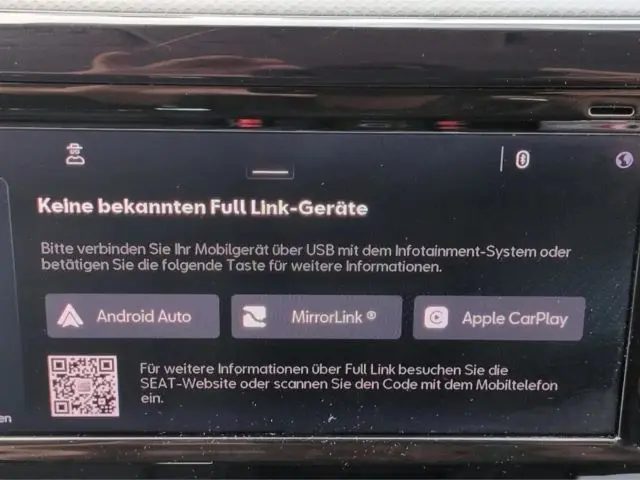 Keine bekannten Full Link-Geräte
Bitte verbinden Sie Ihr Mobilgerät über USB mit dem Infotainment-System oder
betätigen Sie die folgende Taste für weitere Informationen.
Android Auto
MirrorLink ®
Apple CarPlay
Für weitere Informationen über Full Link besuchen Sie die
SEAT-Website oder scannen Sie den Code mit dem Mobiltelefon
ein.
en